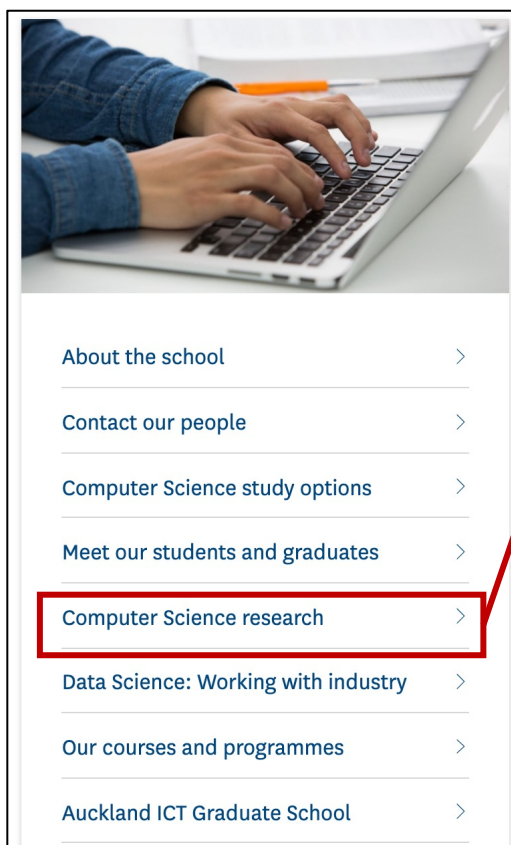 About the school
Contact our people
Computer Science study options
Meet our students and graduates
Computer Science research
Data Science: Working with industry
Our courses and programmes
Auckland ICT Graduate School